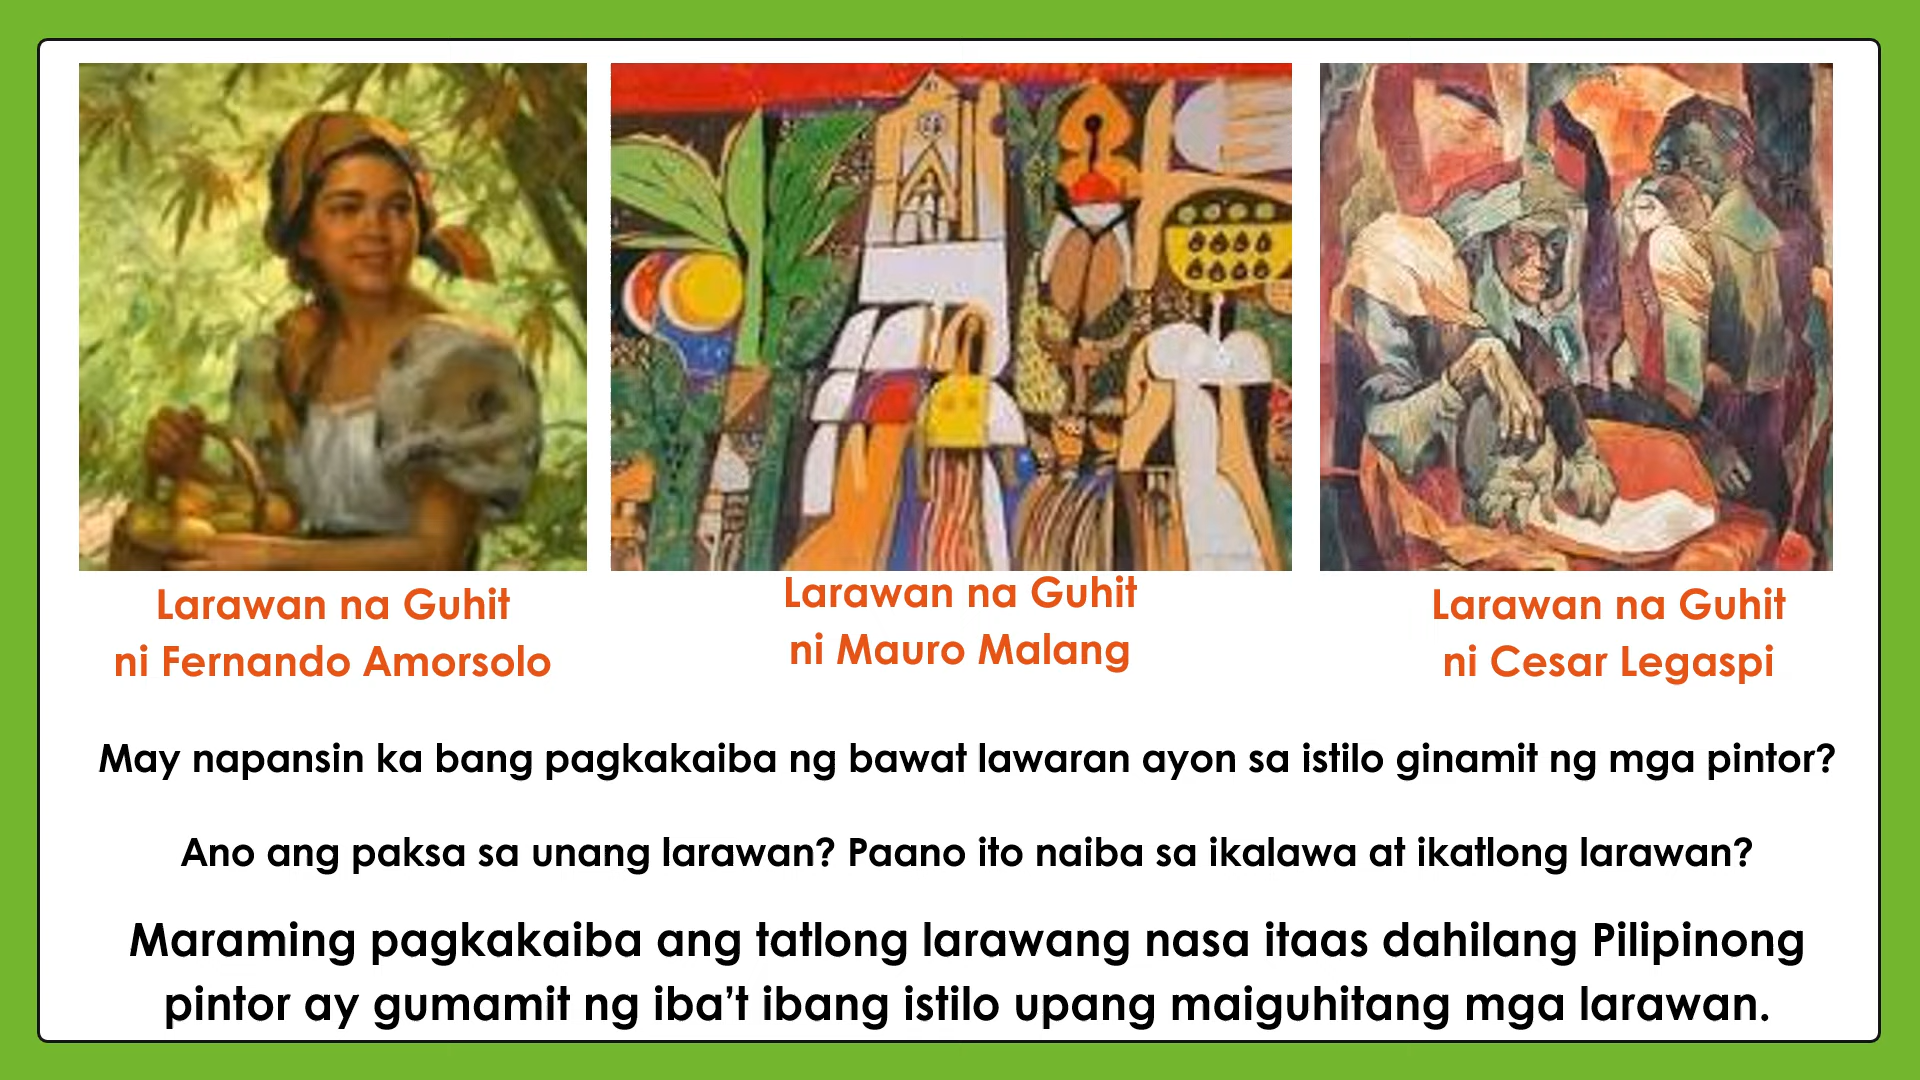 Larawan na Guhit
ni Fernando Amorsolo
Larawan na Guhit
ni Mauro Malang
Larawan na Guhit
ni Cesar Legaspi
May napansin ka bang pagkakaiba ng bawat lawaran ayon sa istilo ginamit ng mga pintor?
Ano ang paksa sa unang larawan? Paano ito naiba sa ikalawa at ikatlong larawan?
Maraming pagkakaiba ang tatlong larawang nasa itaas dahilang Pilipinong
pintor ay gumamit ng iba’t ibang istilo upang maiguhitang mga larawan.